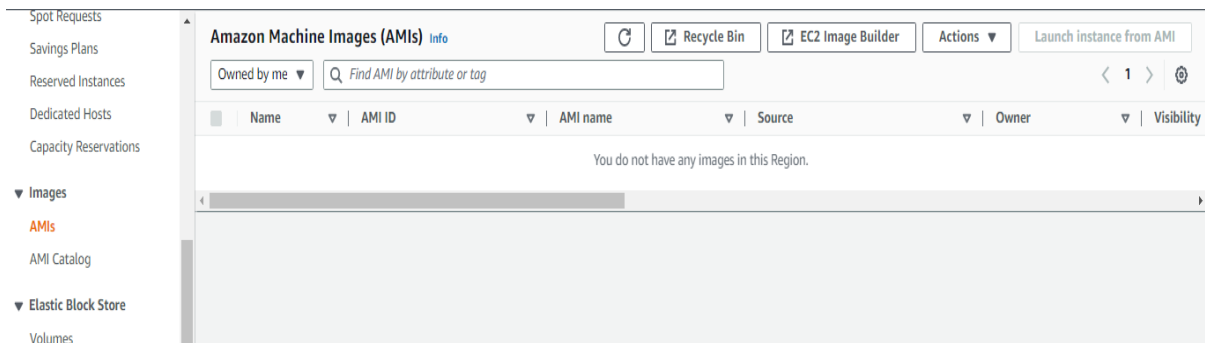 Spot Requests
Savings Plans
Reserved Instances
Dedicated Hosts
Capacity Reservations
Images
AMIs
AMI Catalog
Elastic Block Store
Volumes
Amazon Machine Images (AMIs) Info
Recycle Bin
EC2 Image Builder
Actions
Launch instance from AMI
Owned by me
Find AMI by attribute or tag
1
Name AMI ID AMI name Source Owner Visibility
You do not have any images in this Region.